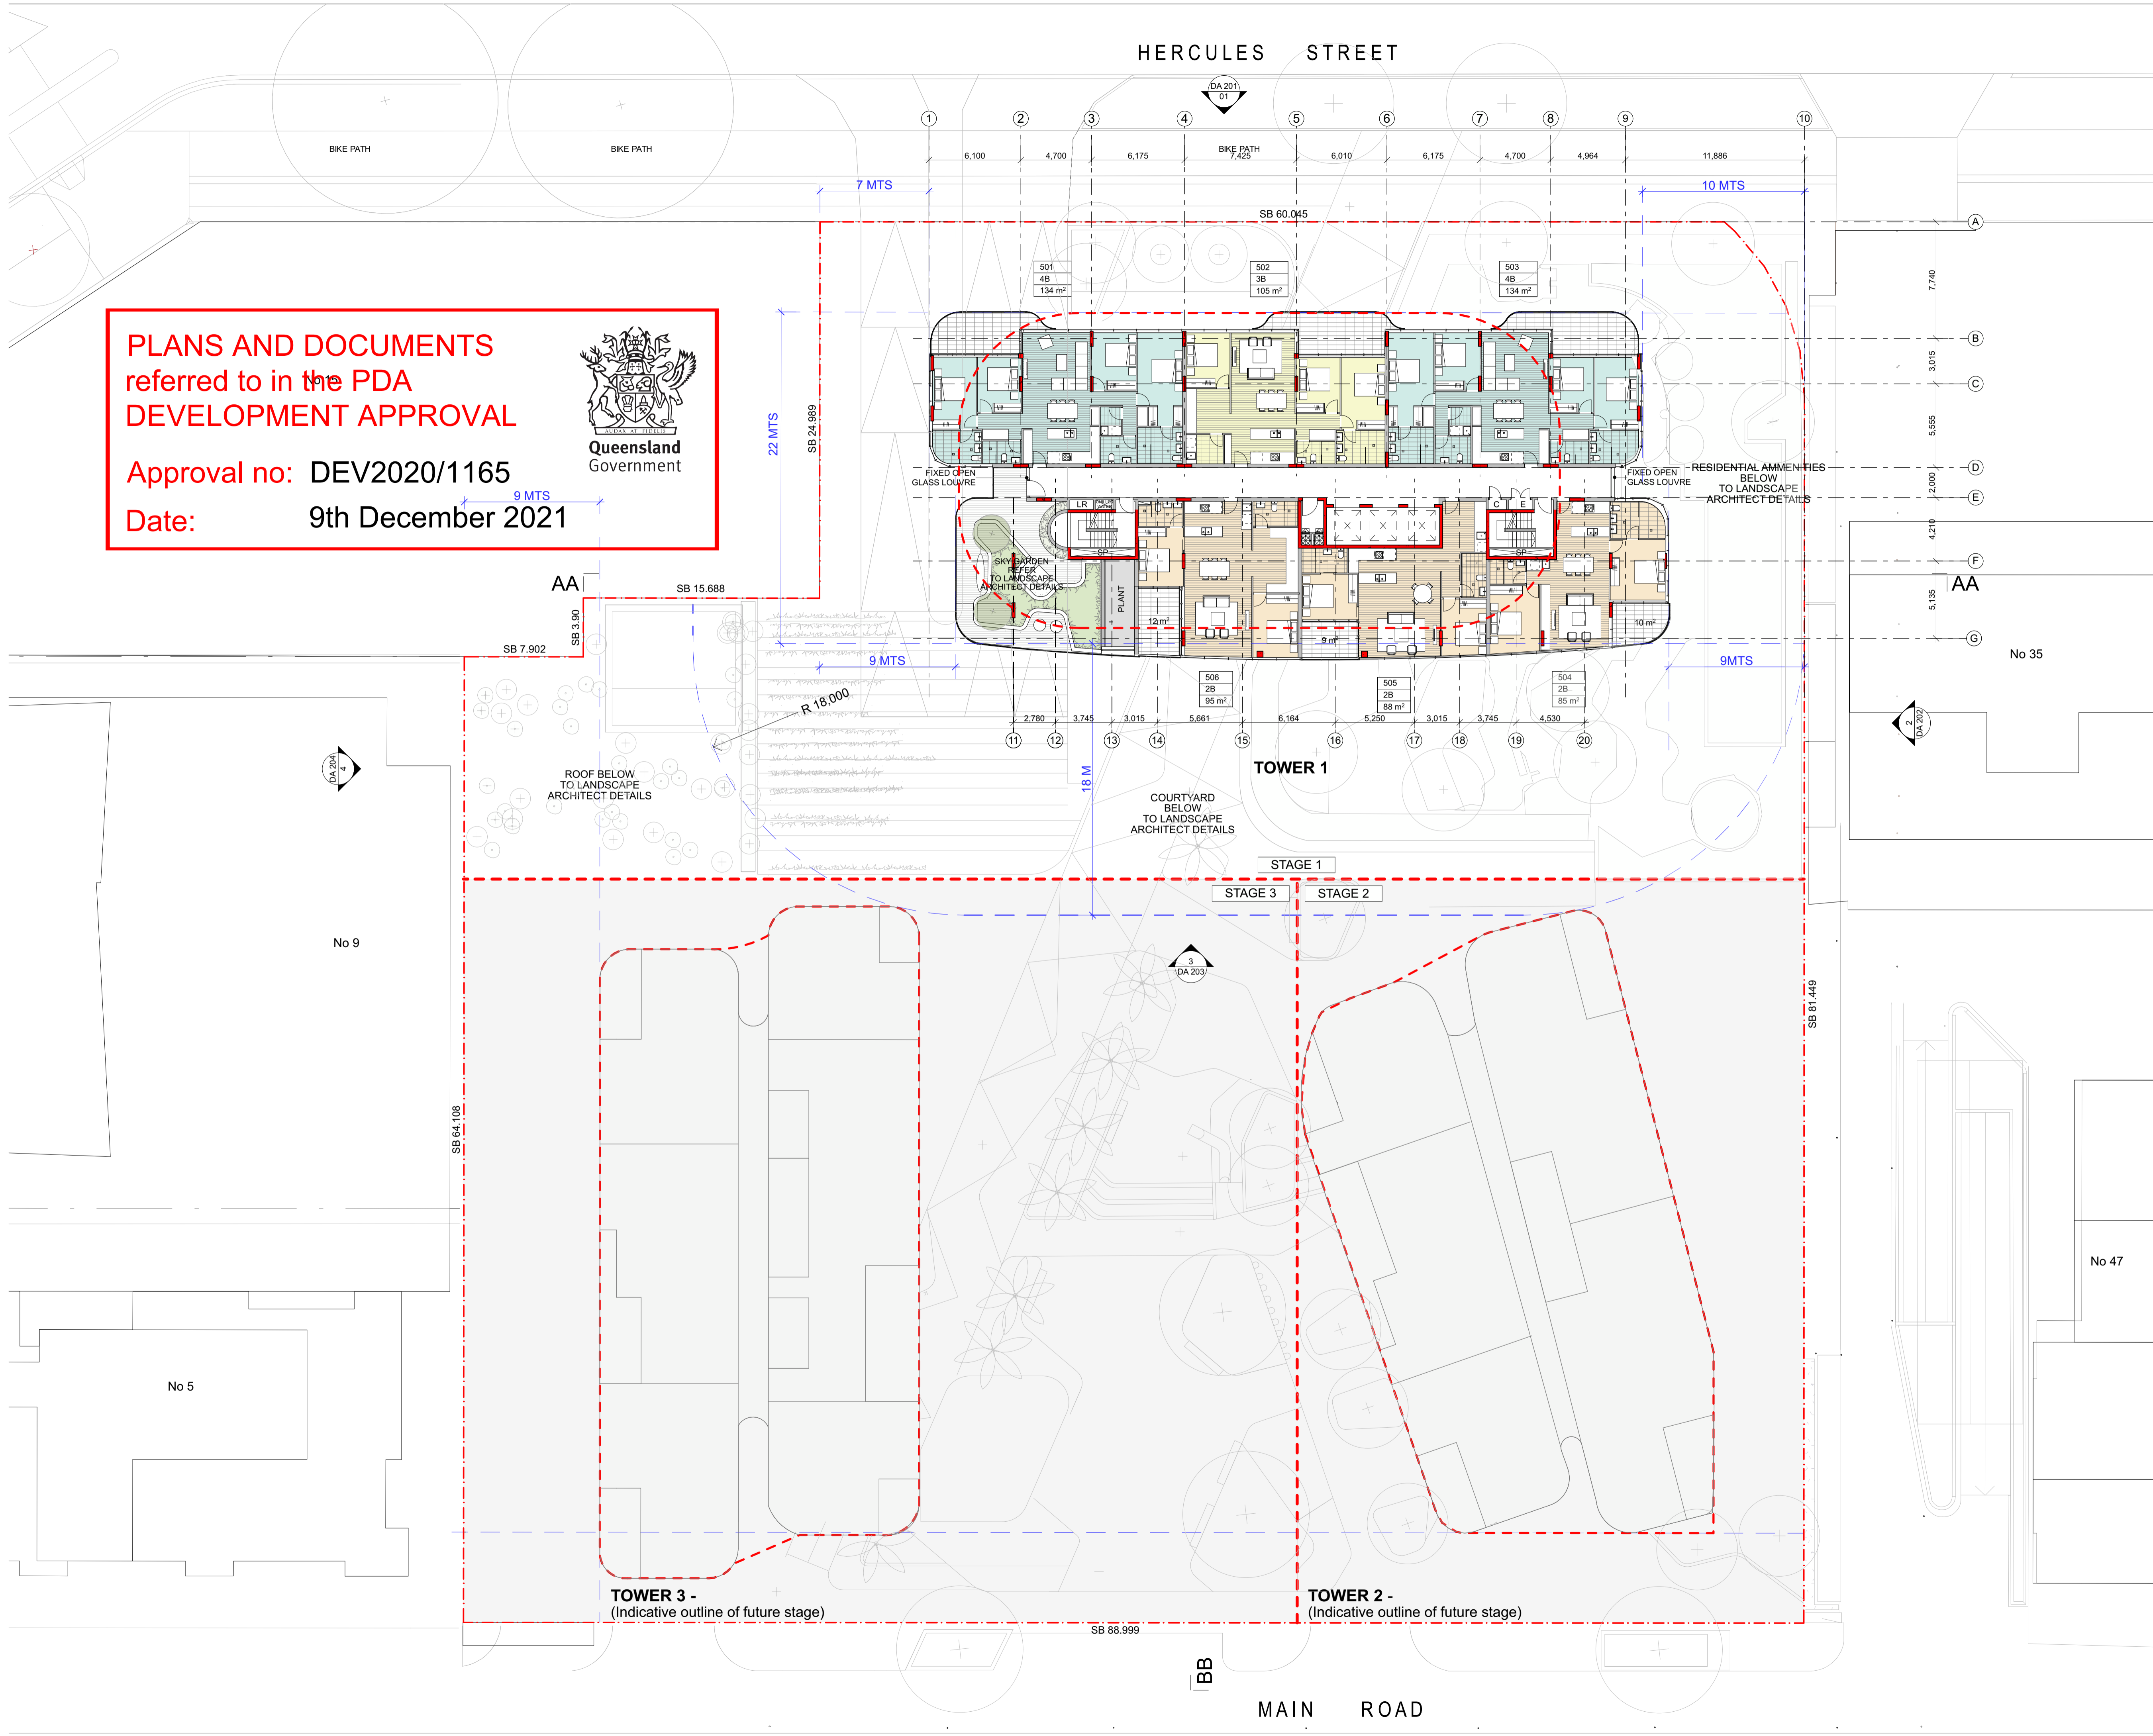 HERCULES STREET
DA 201
01
1
2
3
4
5
6
7
8
9
10
BIKE PATH
BIKE PATH
BIKE PATH
6,100
4,700
6,175
7,425
6,010
6,175
4,700
4,964
11,886
7 MTS
10 MTS
SB 60.045
A
B
C
D
E
F
G
7,740
3,015
5,555
2,000
4,210
5,135
501
4B
134 m²
502
3B
105 m²
503
4B
134 m²
PLANS AND DOCUMENTS
referred to in the PDA
DEVELOPMENT APPROVAL
Approval no: DEV2020/1165
Date: 9th December 2021
AUDAX AT FIDELIS
Queensland
Government
22 MTS
SB 24.989
9 MTS
FIXED OPEN
GLASS LOUVRE
FIXED OPEN
GLASS LOUVRE
RESIDENTIAL AMMENITIES
BELOW
TO LANDSCAPE
ARCHITECT DETAILS
LR
C
E
SP
SP
SKY GARDEN
REFER
TO LANDSCAPE
ARCHITECT DETAILS
PLANT
12 m²
9 m²
10 m²
AA
AA
SB 15.688
SB 3.90
SB 7.902
9 MTS
9MTS
No 35
506
2B
95 m²
505
2B
88 m²
504
2B
85 m²
R 18,000
2,780
3,745
3,015
5,661
6,164
5,250
3,015
3,745
4,530
11
12
13
14
15
16
17
18
19
20
2
DA 202
DA 204
4
TOWER 1
ROOF BELOW
TO LANDSCAPE
ARCHITECT DETAILS
18 M
COURTYARD
BELOW
TO LANDSCAPE
ARCHITECT DETAILS
STAGE 1
STAGE 3
STAGE 2
No 9
3
DA 203
SB 81.449
SB 64.108
No 47
No 5
TOWER 3 -
(Indicative outline of future stage)
TOWER 2 -
(Indicative outline of future stage)
SB 88.999
BB
MAIN ROAD